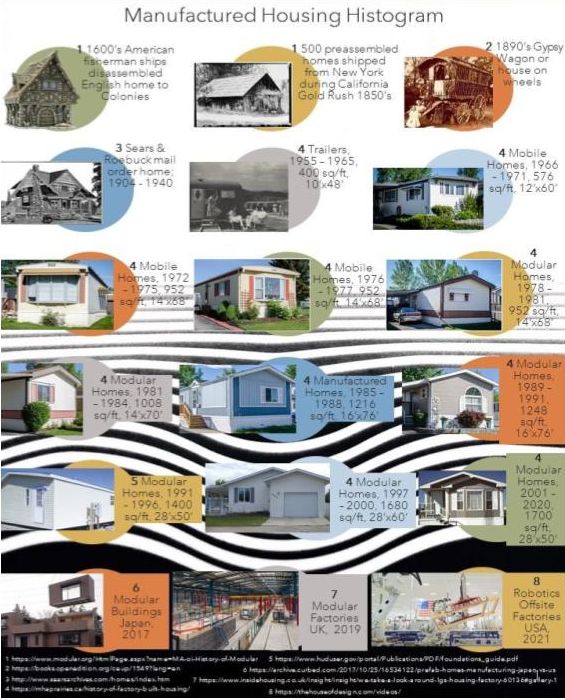 Manufactured Housing Histogram
1 1600's American
fisherman ships
disassembled
English home to
Colonies
1 500 preassembled
homes shipped
from New York
during California
Gold Rush 1850's
2 1890's Gypsy
Wagon or
house on
wheels
3 Sears &
Roebuck mail
order home;
1904 - 1940
4 Trailers,
1955 – 1965,
400 sq/ft,
10'x48'
4 Mobile
Homes, 1966
– 1971, 576
sq/ft, 12'x60'
4 Mobile
Homes, 1972
– 1975, 952
sq/ft, 14'x68'
4 Mobile
Homes, 1976
– 1977, 952
sq/ft, 14'x68'
4
Modular
Homes,
1978 –
1981,
952 sq/ft,
14'x68'
4 Modular
Homes, 1981
– 1984, 1008
sq/ft, 14'x70'
4 Manufactured
Homes, 1985 –
1988, 1216
sq/ft, 16'x76'
4 Modular
Homes,
1989 –
1991,
1248
sq/ft,
16'x76'
5 Modular
Homes, 1991
– 1996, 1400
sq/ft, 28'x50'
4 Modular
Homes, 1997
– 2000, 1680
sq/ft, 28'x60'
4
Modular
Homes,
2001 –
2020,
1700
sq/ft,
28'x50'
6
Modular
Buildings
Japan,
2017
7
Modular
Factories
UK, 2019
8
Robotics
Offsite
Factories
USA,
2021
1 https://www.modular.org/HtmlPage.aspx?name=MA-oi-History-of-Modular
2 https://books.openedition.org/ceup/1549?lang=en
3 http://www.searsarchives.com/homes/index.htm
4 https://mheprairies.ca/history-of-factory-built-housing/
5 https://www.huduser.gov/portal/Publications/PDF/foundations_guide.pdf
6 https://archive.curbed.com/2017/10/25/16534122/prefab-homes-manufacturing-japan-vs-us
7 https://www.insidehousing.co.uk/insight/insight/we-take-a-look-around-lgs-housing-factory-60136#gallery-1
8 https://thehouseofdesign.com/videos/